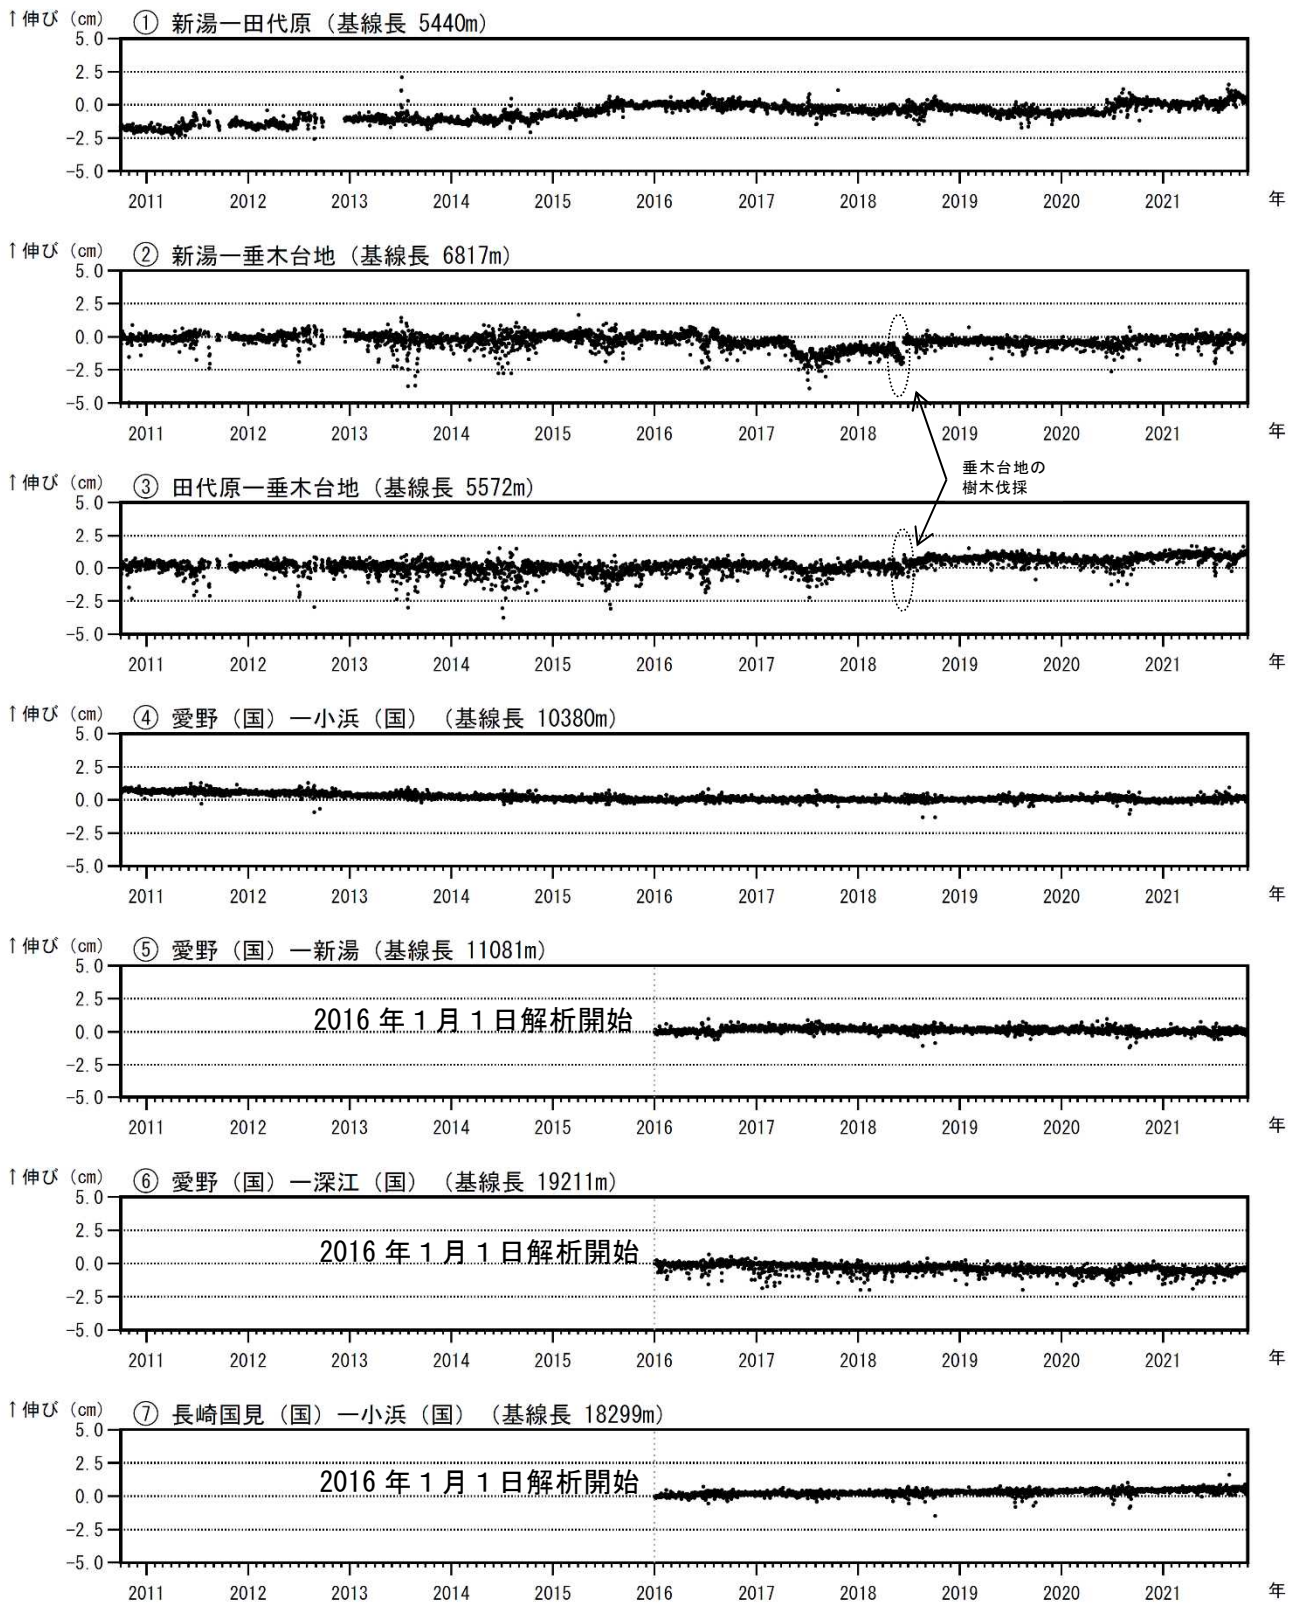 ↑伸び (cm) ① 新湯―田代原 (基線長 5440m)
5.0
2.5
0.0
-2.5
-5.0
2011 2012 2013 2014 2015 2016 2017 2018 2019 2020 2021 年
↑伸び (cm) ② 新湯―垂木台地 (基線長 6817m)
5.0
2.5
0.0
-2.5
-5.0
2011 2012 2013 2014 2015 2016 2017 2018 2019 2020 2021 年
垂木台地の
樹木伐採
↑伸び (cm) ③ 田代原―垂木台地 (基線長 5572m)
5.0
2.5
0.0
-2.5
-5.0
2011 2012 2013 2014 2015 2016 2017 2018 2019 2020 2021 年
↑伸び (cm) ④ 愛野（国）―小浜（国） (基線長 10380m)
5.0
2.5
0.0
-2.5
-5.0
2011 2012 2013 2014 2015 2016 2017 2018 2019 2020 2021 年
↑伸び (cm) ⑤ 愛野（国）―新湯 (基線長 11081m)
5.0
2.5
2016年１月１日解析開始
0.0
-2.5
-5.0
2011 2012 2013 2014 2015 2016 2017 2018 2019 2020 2021 年
↑伸び (cm) ⑥ 愛野（国）―深江（国） (基線長 19211m)
5.0
2.5
2016年１月１日解析開始
0.0
-2.5
-5.0
2011 2012 2013 2014 2015 2016 2017 2018 2019 2020 2021 年
↑伸び (cm) ⑦ 長崎国見（国）―小浜（国） (基線長 18299m)
5.0
2.5
2016年１月１日解析開始
0.0
-2.5
-5.0
2011 2012 2013 2014 2015 2016 2017 2018 2019 2020 2021 年